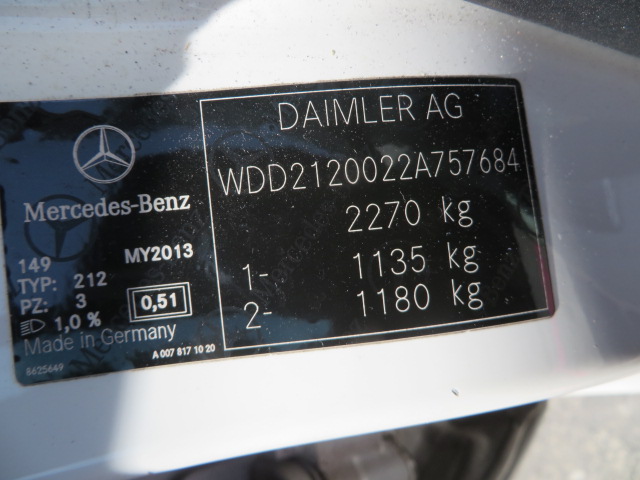 Mercedes-Benz
149
MY2013
TYP: 212
PZ: 3
0,51
1,0 %
Made in Germany
A 007 817 10 20
8625649
DAIMLER AG
WDD2120022A757684
2270 kg
1- 1135 kg
2- 1180 kg